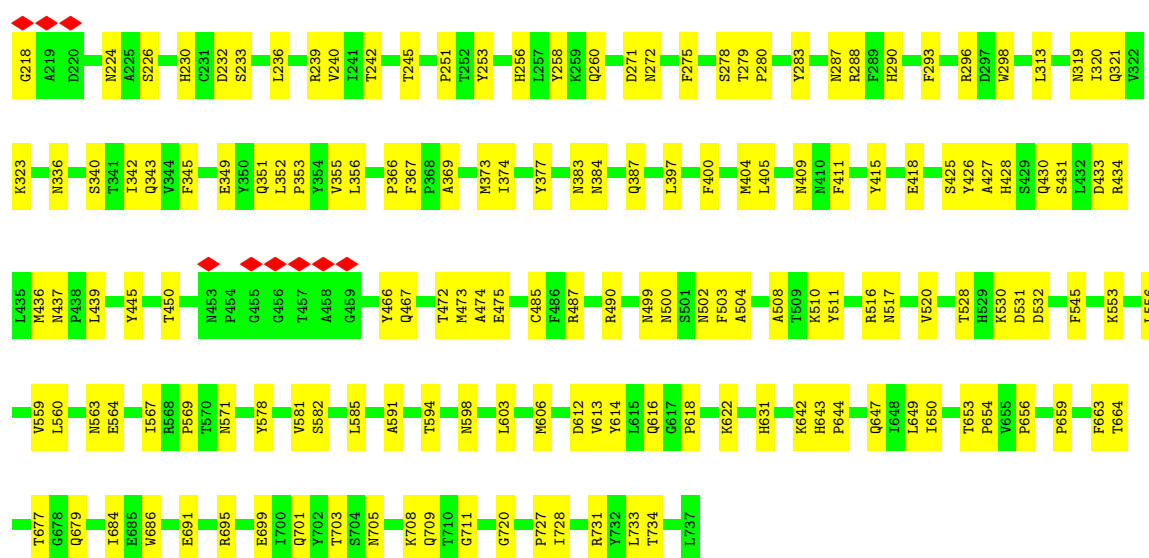 G218 A219 D220 N224 A225 S226 H230 C231 D232 S233 L236 R239 V240 I241 T242 T245 P251 T252 Y253 H256 L257 Y258 K259 Q260 D271 N272 F275 S278 T279 P280 Y283 N287 R288 F289 H290 F293 R296 D297 W298 L313 N319 I320 Q321 V322
K323 N336 S340 T341 I342 Q343 V344 F345 E349 Y350 Q351 L352 P353 Y354 V355 L356 P366 F367 P368 A369 M373 I374 Y377 N383 N384 Q387 L397 F400 M404 L405 N409 N410 F411 Y415 E418 S425 Y426 A427 H428 S429 Q430 S431 L432 D433 R434
L435 M436 N437 P438 L439 Y445 T450 N453 P454 G455 G456 T457 A458 G459 Y466 Q467 T472 M473 A474 E475 C485 F486 R487 R490 N499 N500 S501 N502 F503 A504 A508 T509 K510 Y511 R516 N517 V520 T528 H529 K530 D531 D532 F545 K553 L556
V559 L560 N563 E564 I567 R568 P569 T570 N571 Y578 V581 S582 L585 A591 T594 N598 L603 M606 D612 V613 Y614 L615 Q616 G617 P618 K622 H631 K642 H643 P644 Q647 I648 L649 I650 T653 P654 V655 P656 P659 F663 T664
T677 G678 Q679 I684 E685 W686 E691 R695 E699 I700 Q701 Y702 T703 S704 N705 K708 Q709 T710 G711 G720 P727 I728 R731 Y732 L733 T734 L737